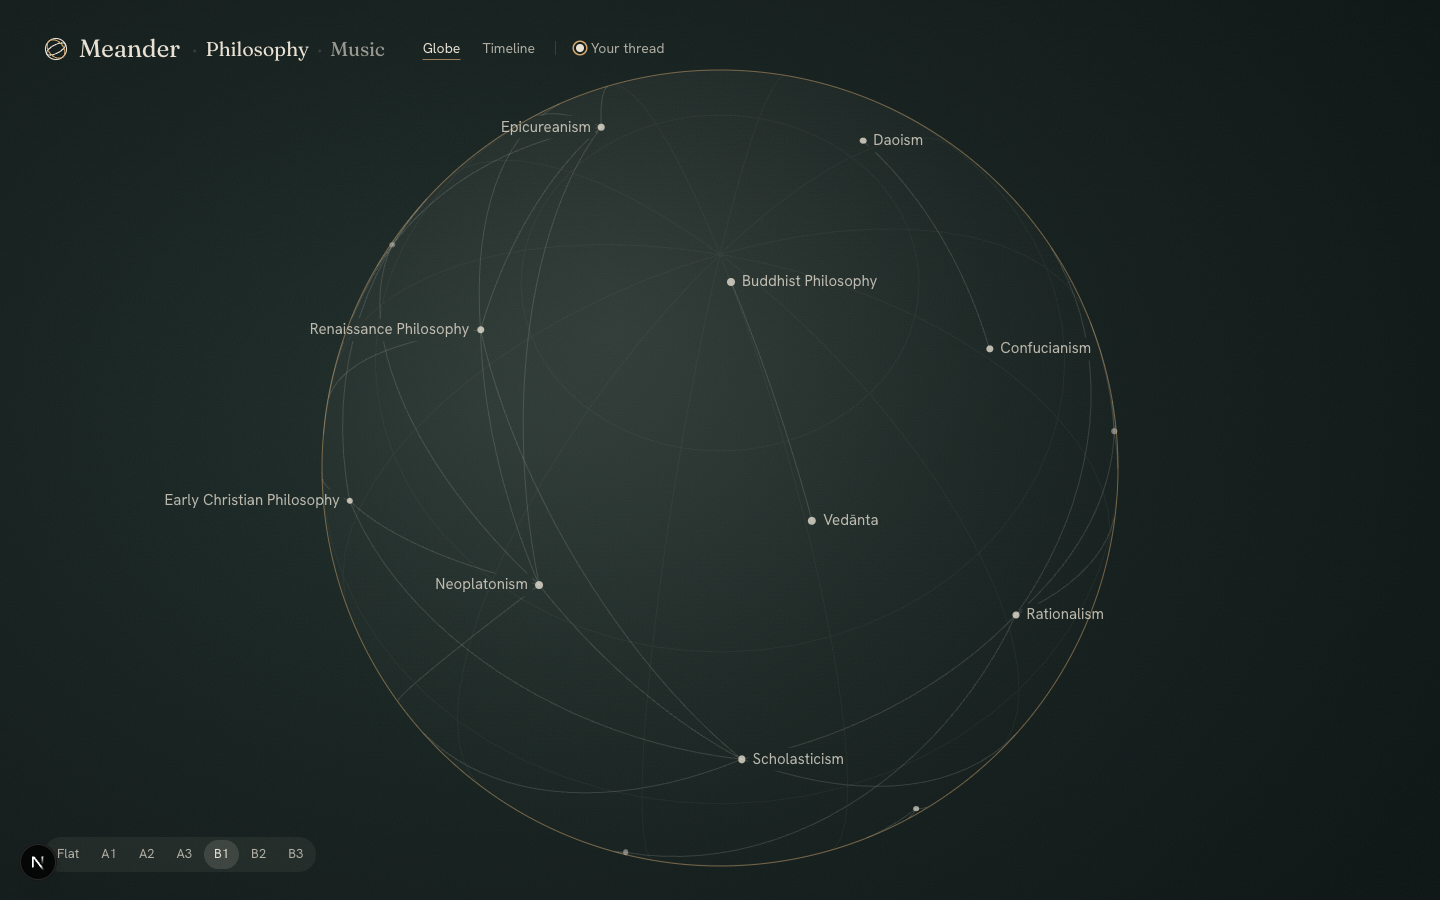 Meander · Philosophy · Music Globe Timeline Your thread
Epicureanism
Daoism
Buddhist Philosophy
Renaissance Philosophy
Confucianism
Early Christian Philosophy
Vedānta
Neoplatonism
Rationalism
Scholasticism
N Flat A1 A2 A3 B1 B2 B3